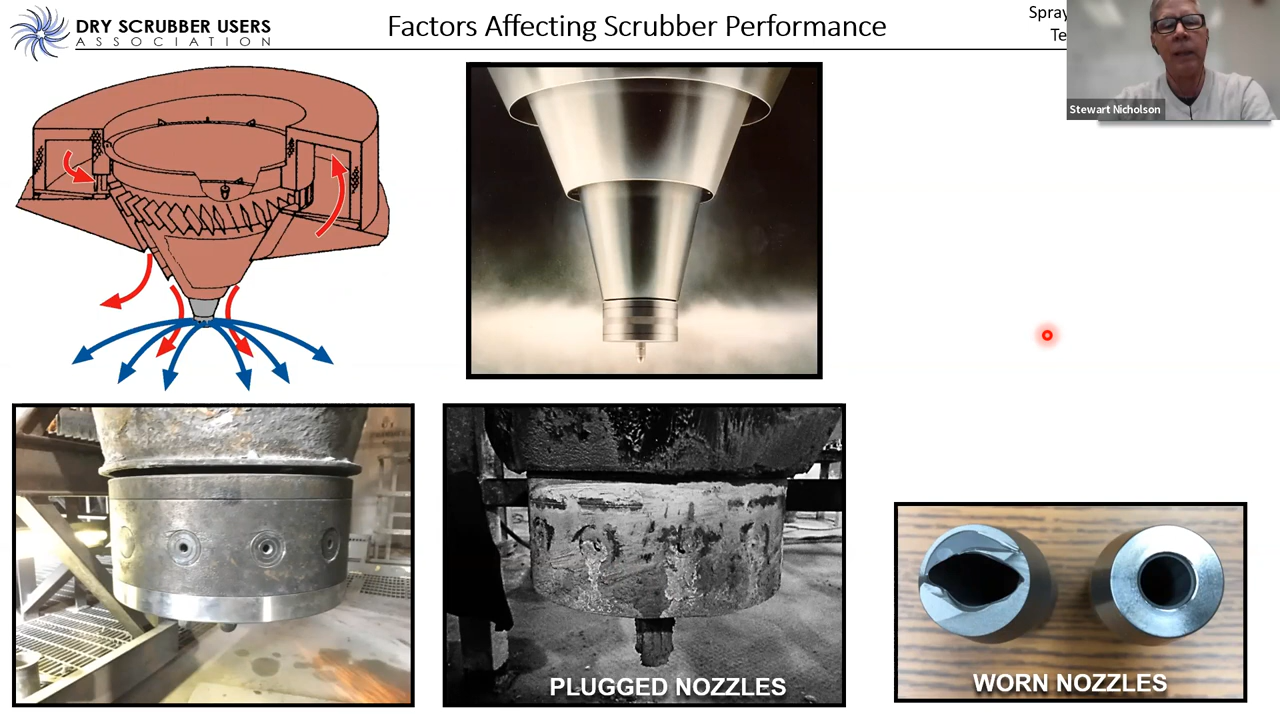 DRY SCRUBBER USERS
ASSOCIATION
Factors Affecting Scrubber Performance
Spray
Te
Stewart Nicholson
PLUGGED NOZZLES
WORN NOZZLES